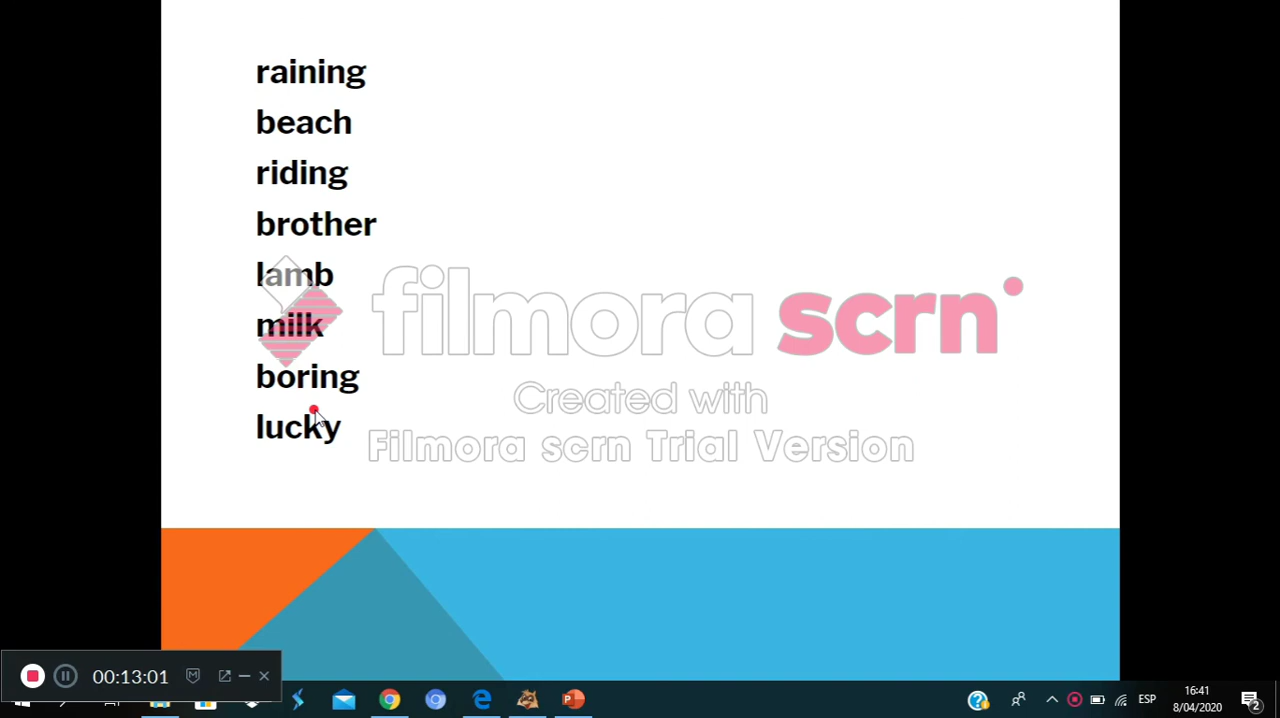 raining
beach
riding
brother
lamb
milk
boring
lucky
filmora scrn
Created with
Filmora scrn Trial Version
00:13:01
ESP
16:41
8/04/2020
2